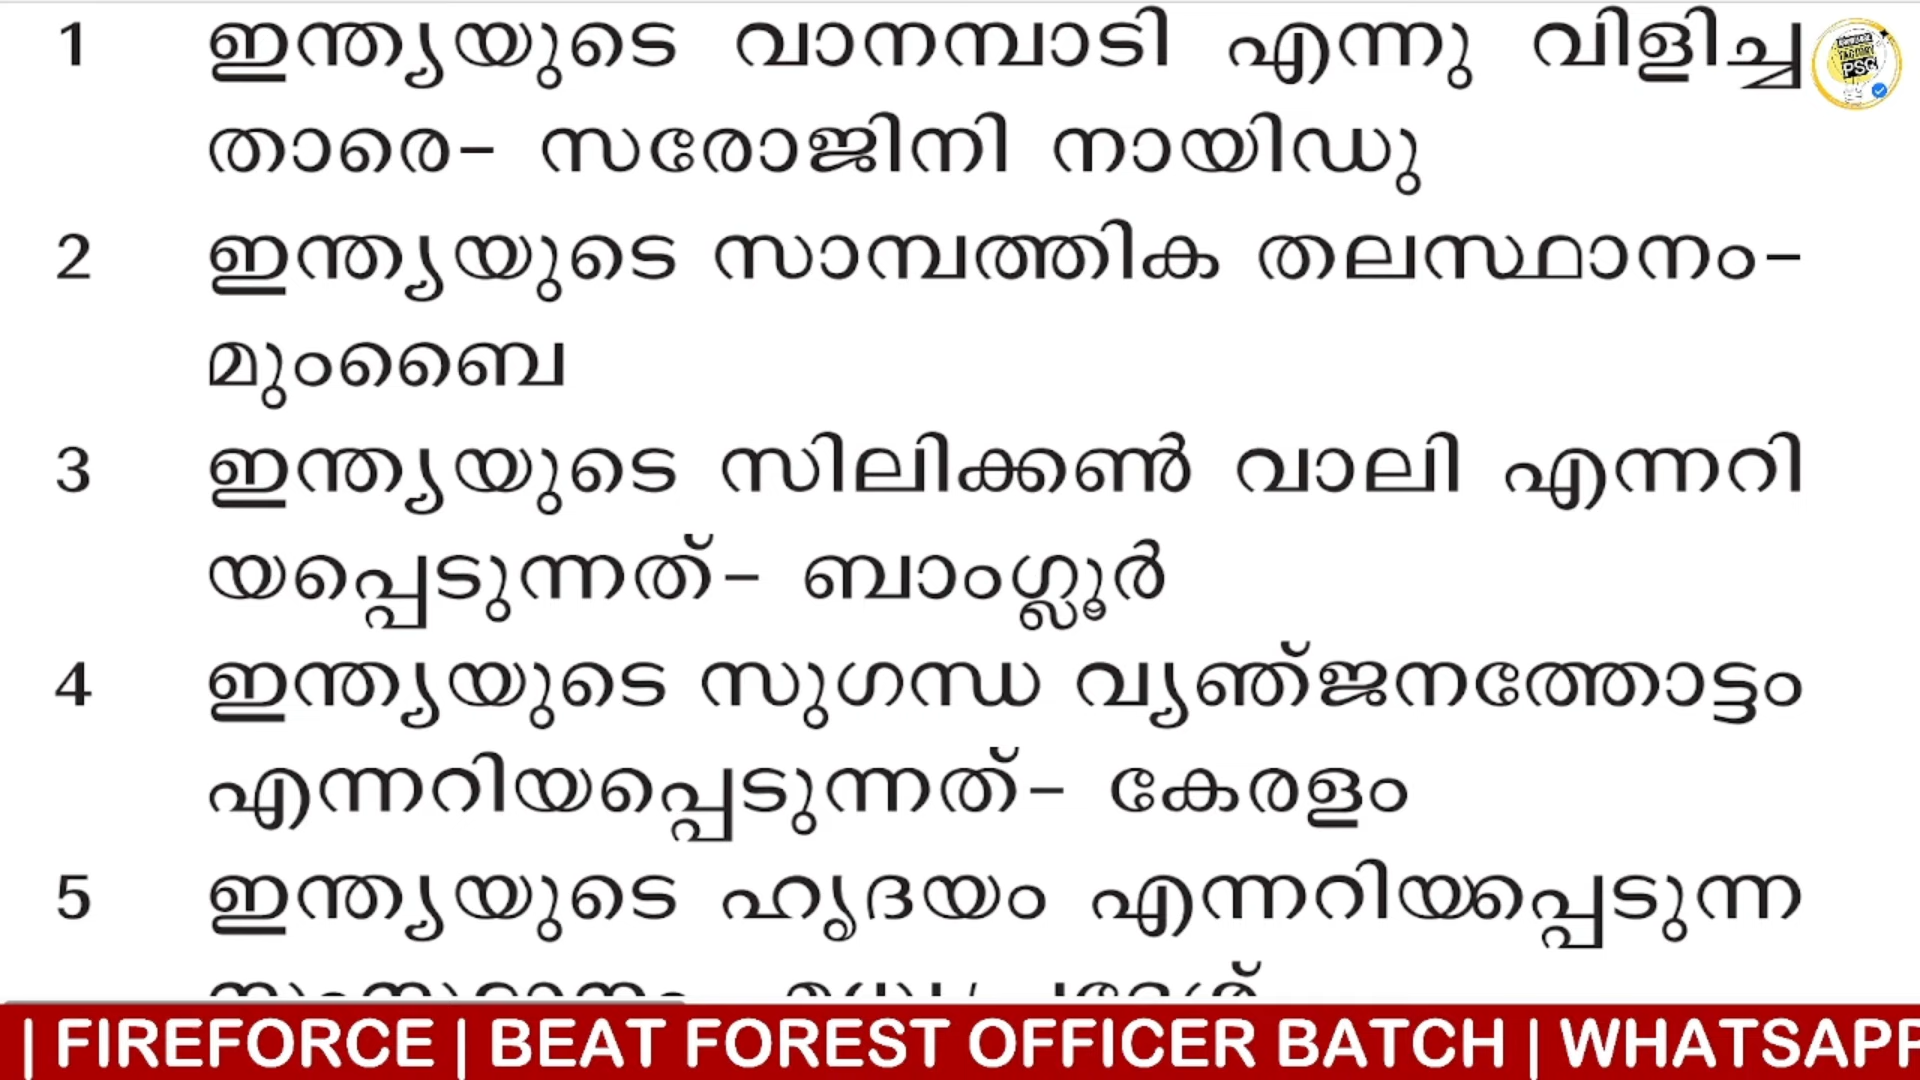 1 ഇന്ത്യയുടെ വാനമ്പാടി എന്നു വിളിച്ച
താരെ- സരോജിനി നായിഡു
2 ഇന്ത്യയുടെ സാമ്പത്തിക തലസ്ഥാനം-
മുംബൈ
3 ഇന്ത്യയുടെ സിലിക്കൺ വാലി എന്നറി
യപ്പെടുന്നത്- ബാംഗ്ലൂർ
4 ഇന്ത്യയുടെ സുഗന്ധ വ്യഞ്ജനത്തോട്ടം
എന്നറിയപ്പെടുന്നത്- കേരളം
5 ഇന്ത്യയുടെ ഹൃദയം എന്നറിയപ്പെടുന്ന
| FIREFORCE | BEAT FOREST OFFICER BATCH | WHATSAPP